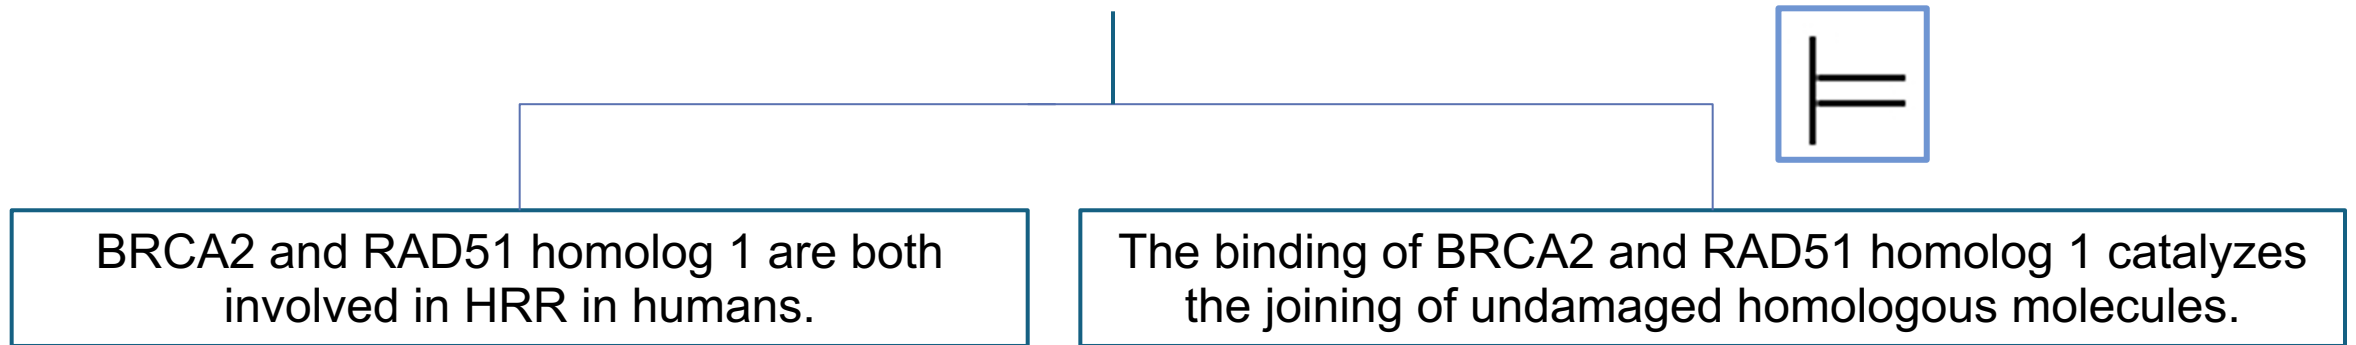 ⊨
BRCA2 and RAD51 homolog 1 are both
involved in HRR in humans.
The binding of BRCA2 and RAD51 homolog 1 catalyzes
the joining of undamaged homologous molecules.